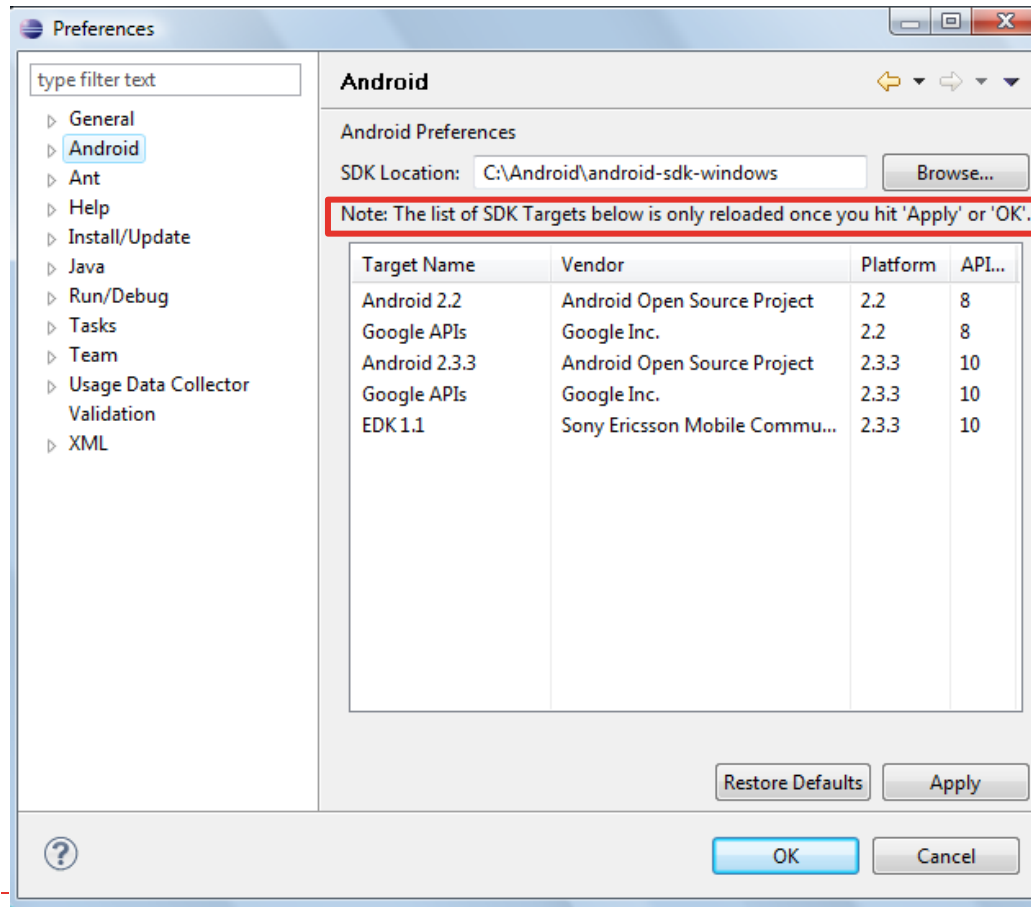 Preferences
type filter text
General
Android
Ant
Help
Install/Update
Java
Run/Debug
Tasks
Team
Usage Data Collector
Validation
XML
Android
Android Preferences
SDK Location: C:\Android\android-sdk-windows Browse...
Note: The list of SDK Targets below is only reloaded once you hit 'Apply' or 'OK'.
Target Name Vendor Platform API...
Android 2.2 Android Open Source Project 2.2 8
Google APIs Google Inc. 2.2 8
Android 2.3.3 Android Open Source Project 2.3.3 10
Google APIs Google Inc. 2.3.3 10
EDK 1.1 Sony Ericsson Mobile Commu... 2.3.3 10
Restore Defaults Apply
? OK Cancel